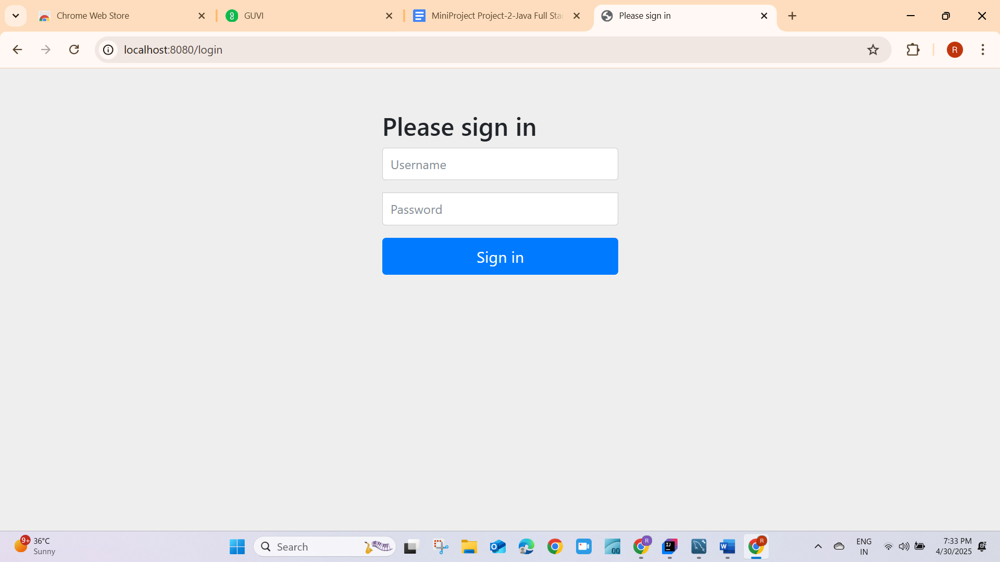 Chrome Web Store
GUVI
MiniProject Project-2-Java Full Sta
Please sign in
localhost:8080/login
R
Please sign in
Username
Password
Sign in
9+
36°C
Sunny
Search
00
R
R
ENG
IN
7:33 PM
4/30/2025